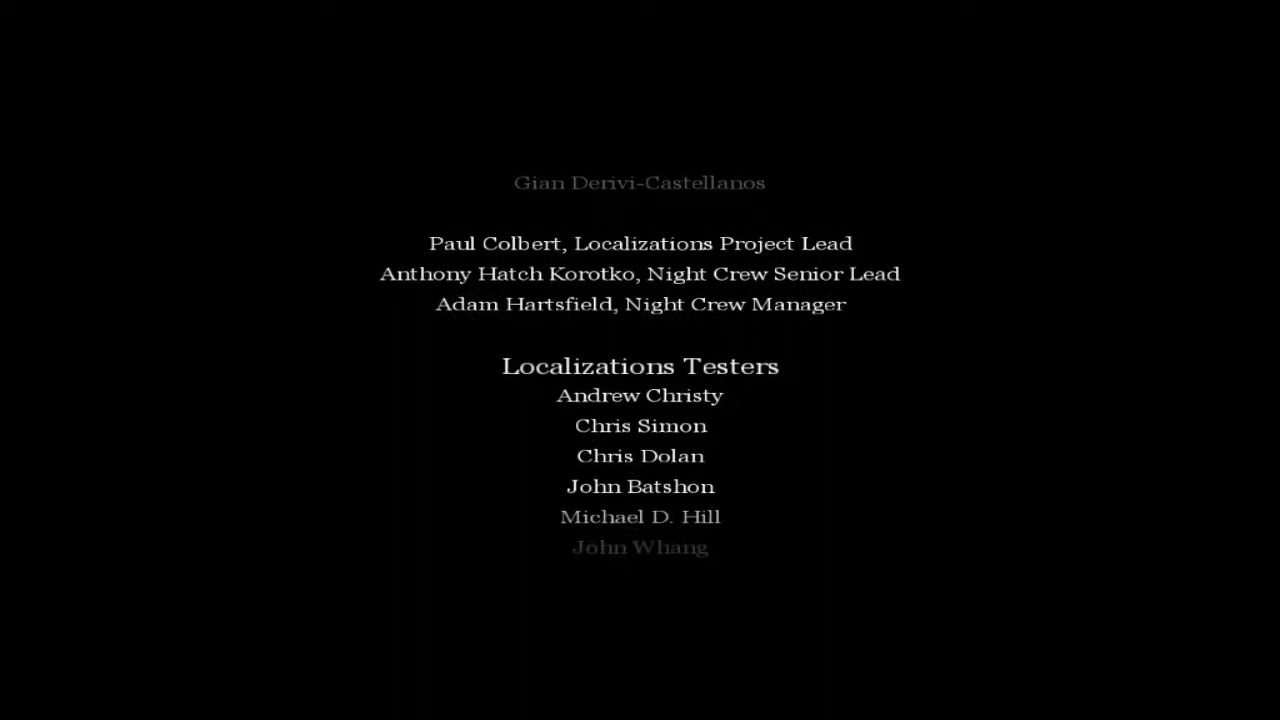 Gian Derivi-Castellanos
Paul Colbert, Localizations Project Lead
Anthony Hatch Korotko, Night Crew Senior Lead
Adam Hartsfield, Night Crew Manager
Localizations Testers
Andrew Christy
Chris Simon
Chris Dolan
John Batshon
Michael D. Hill
John Whang